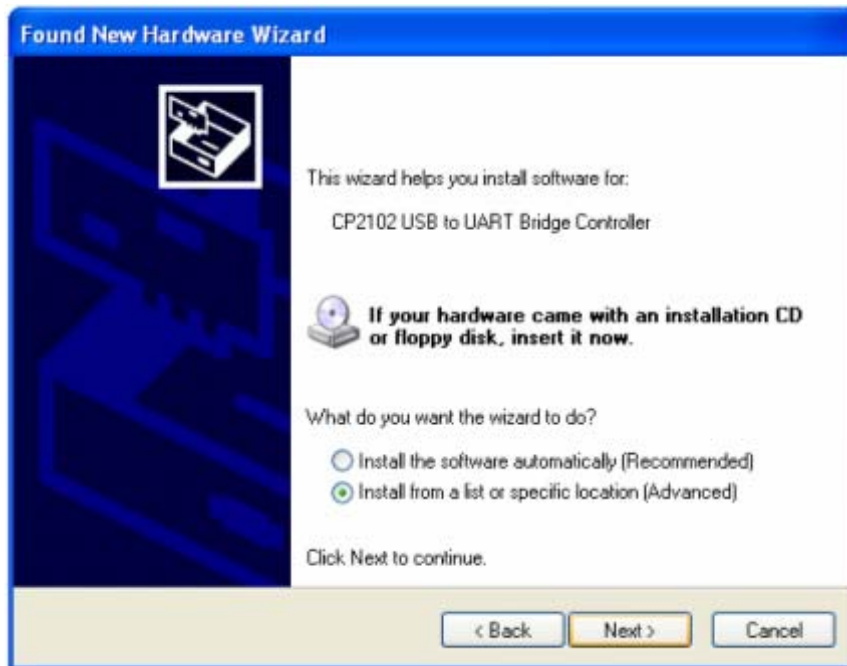 Found New Hardware Wizard
This wizard helps you install software for:
CP2102 USB to UART Bridge Controller
If your hardware came with an installation CD
or floppy disk, insert it now.
What do you want the wizard to do?
Install the software automatically (Recommended)
Install from a list or specific location (Advanced)
Click Next to continue.
< Back Next > Cancel